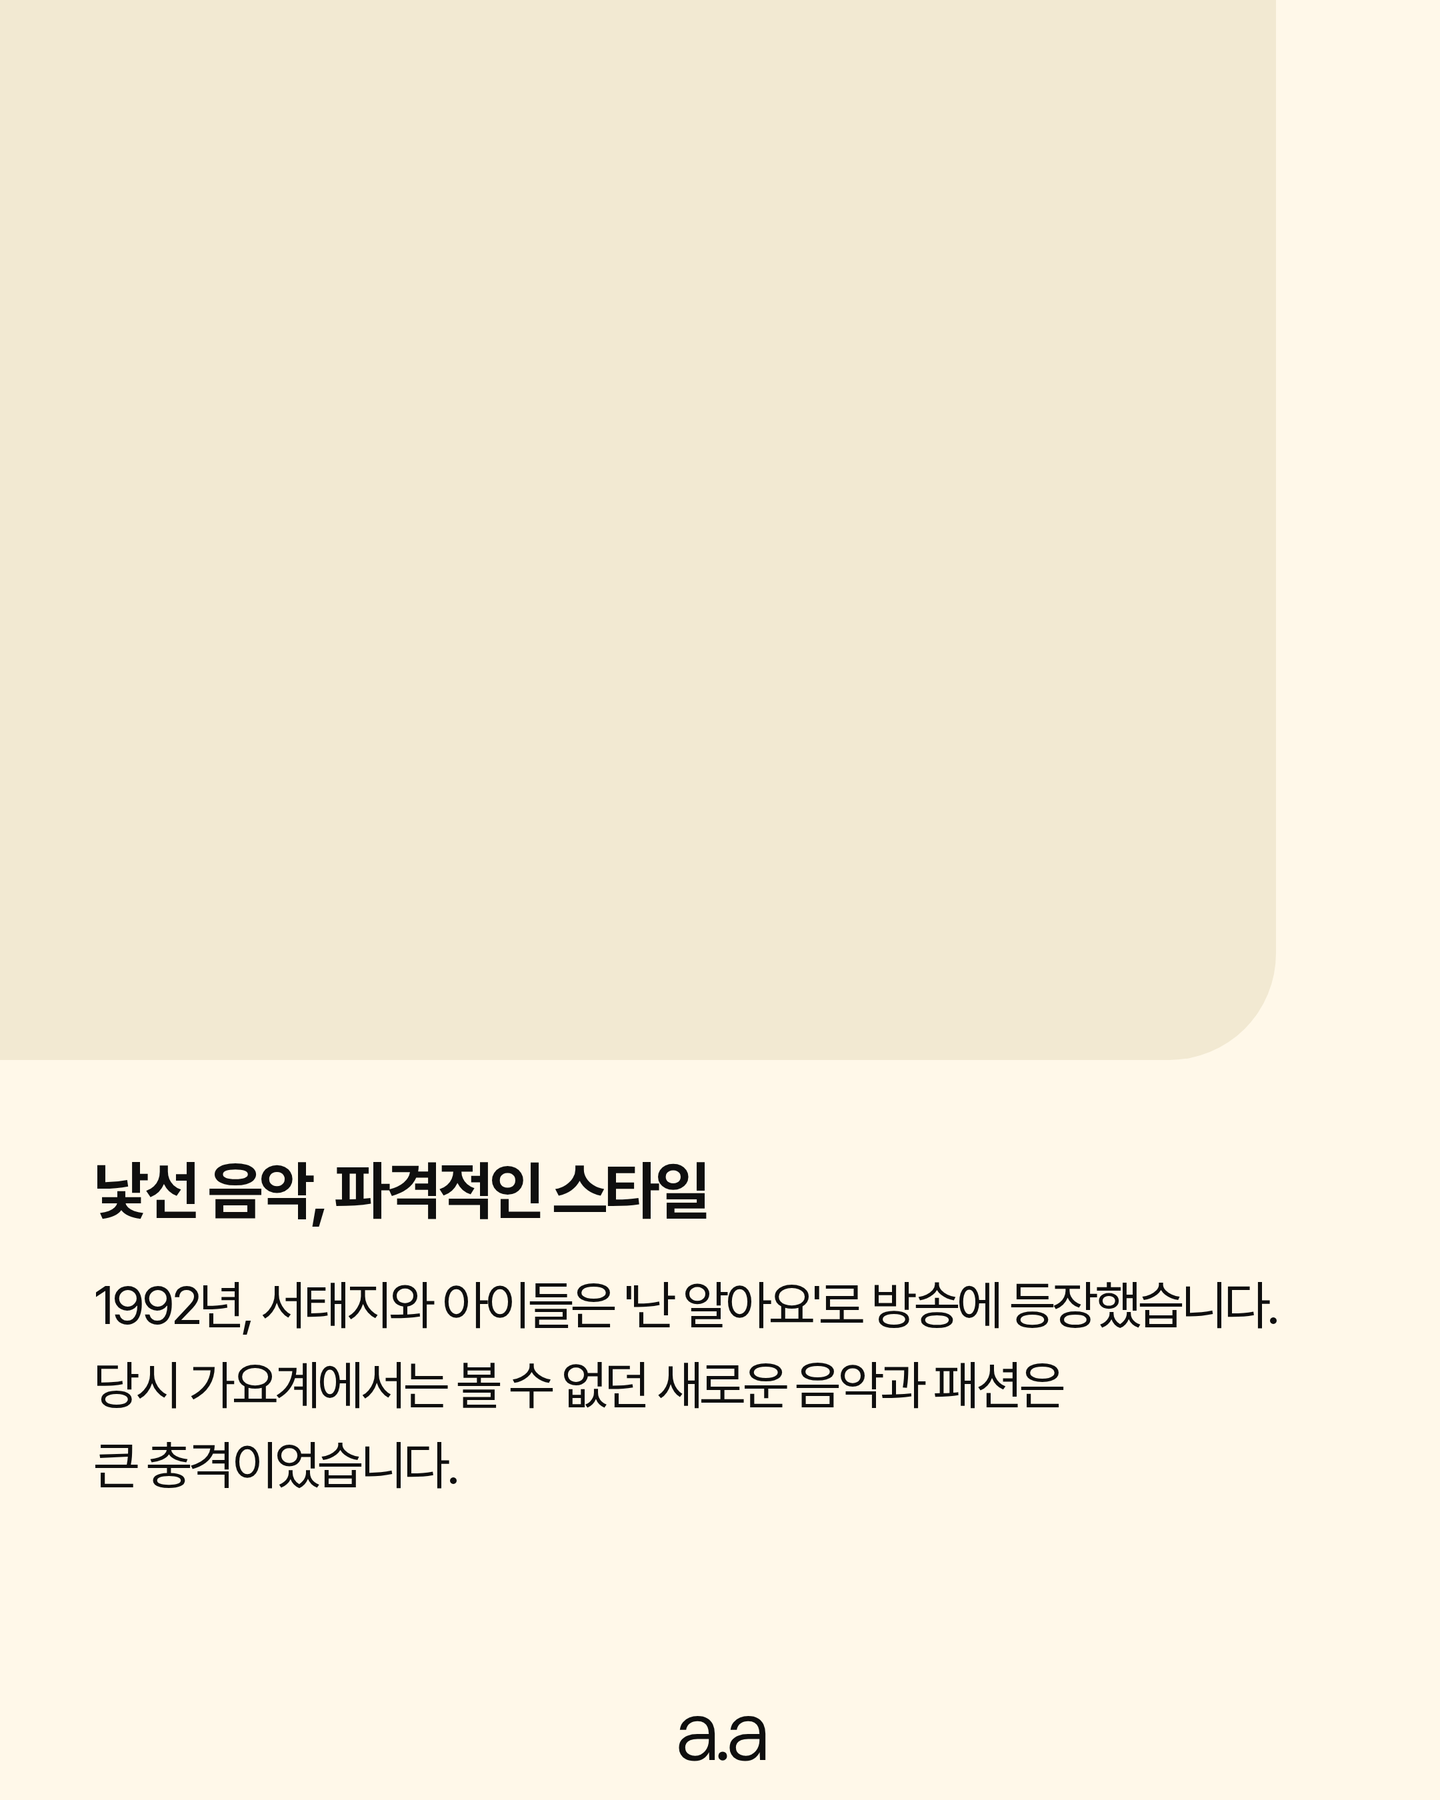 낯선 음악, 파격적인 스타일
1992년, 서태지와 아이들은 '난 알아요'로 방송에 등장했습니다.
당시 가요계에서는 볼 수 없던 새로운 음악과 패션은
큰 충격이었습니다.
a.a